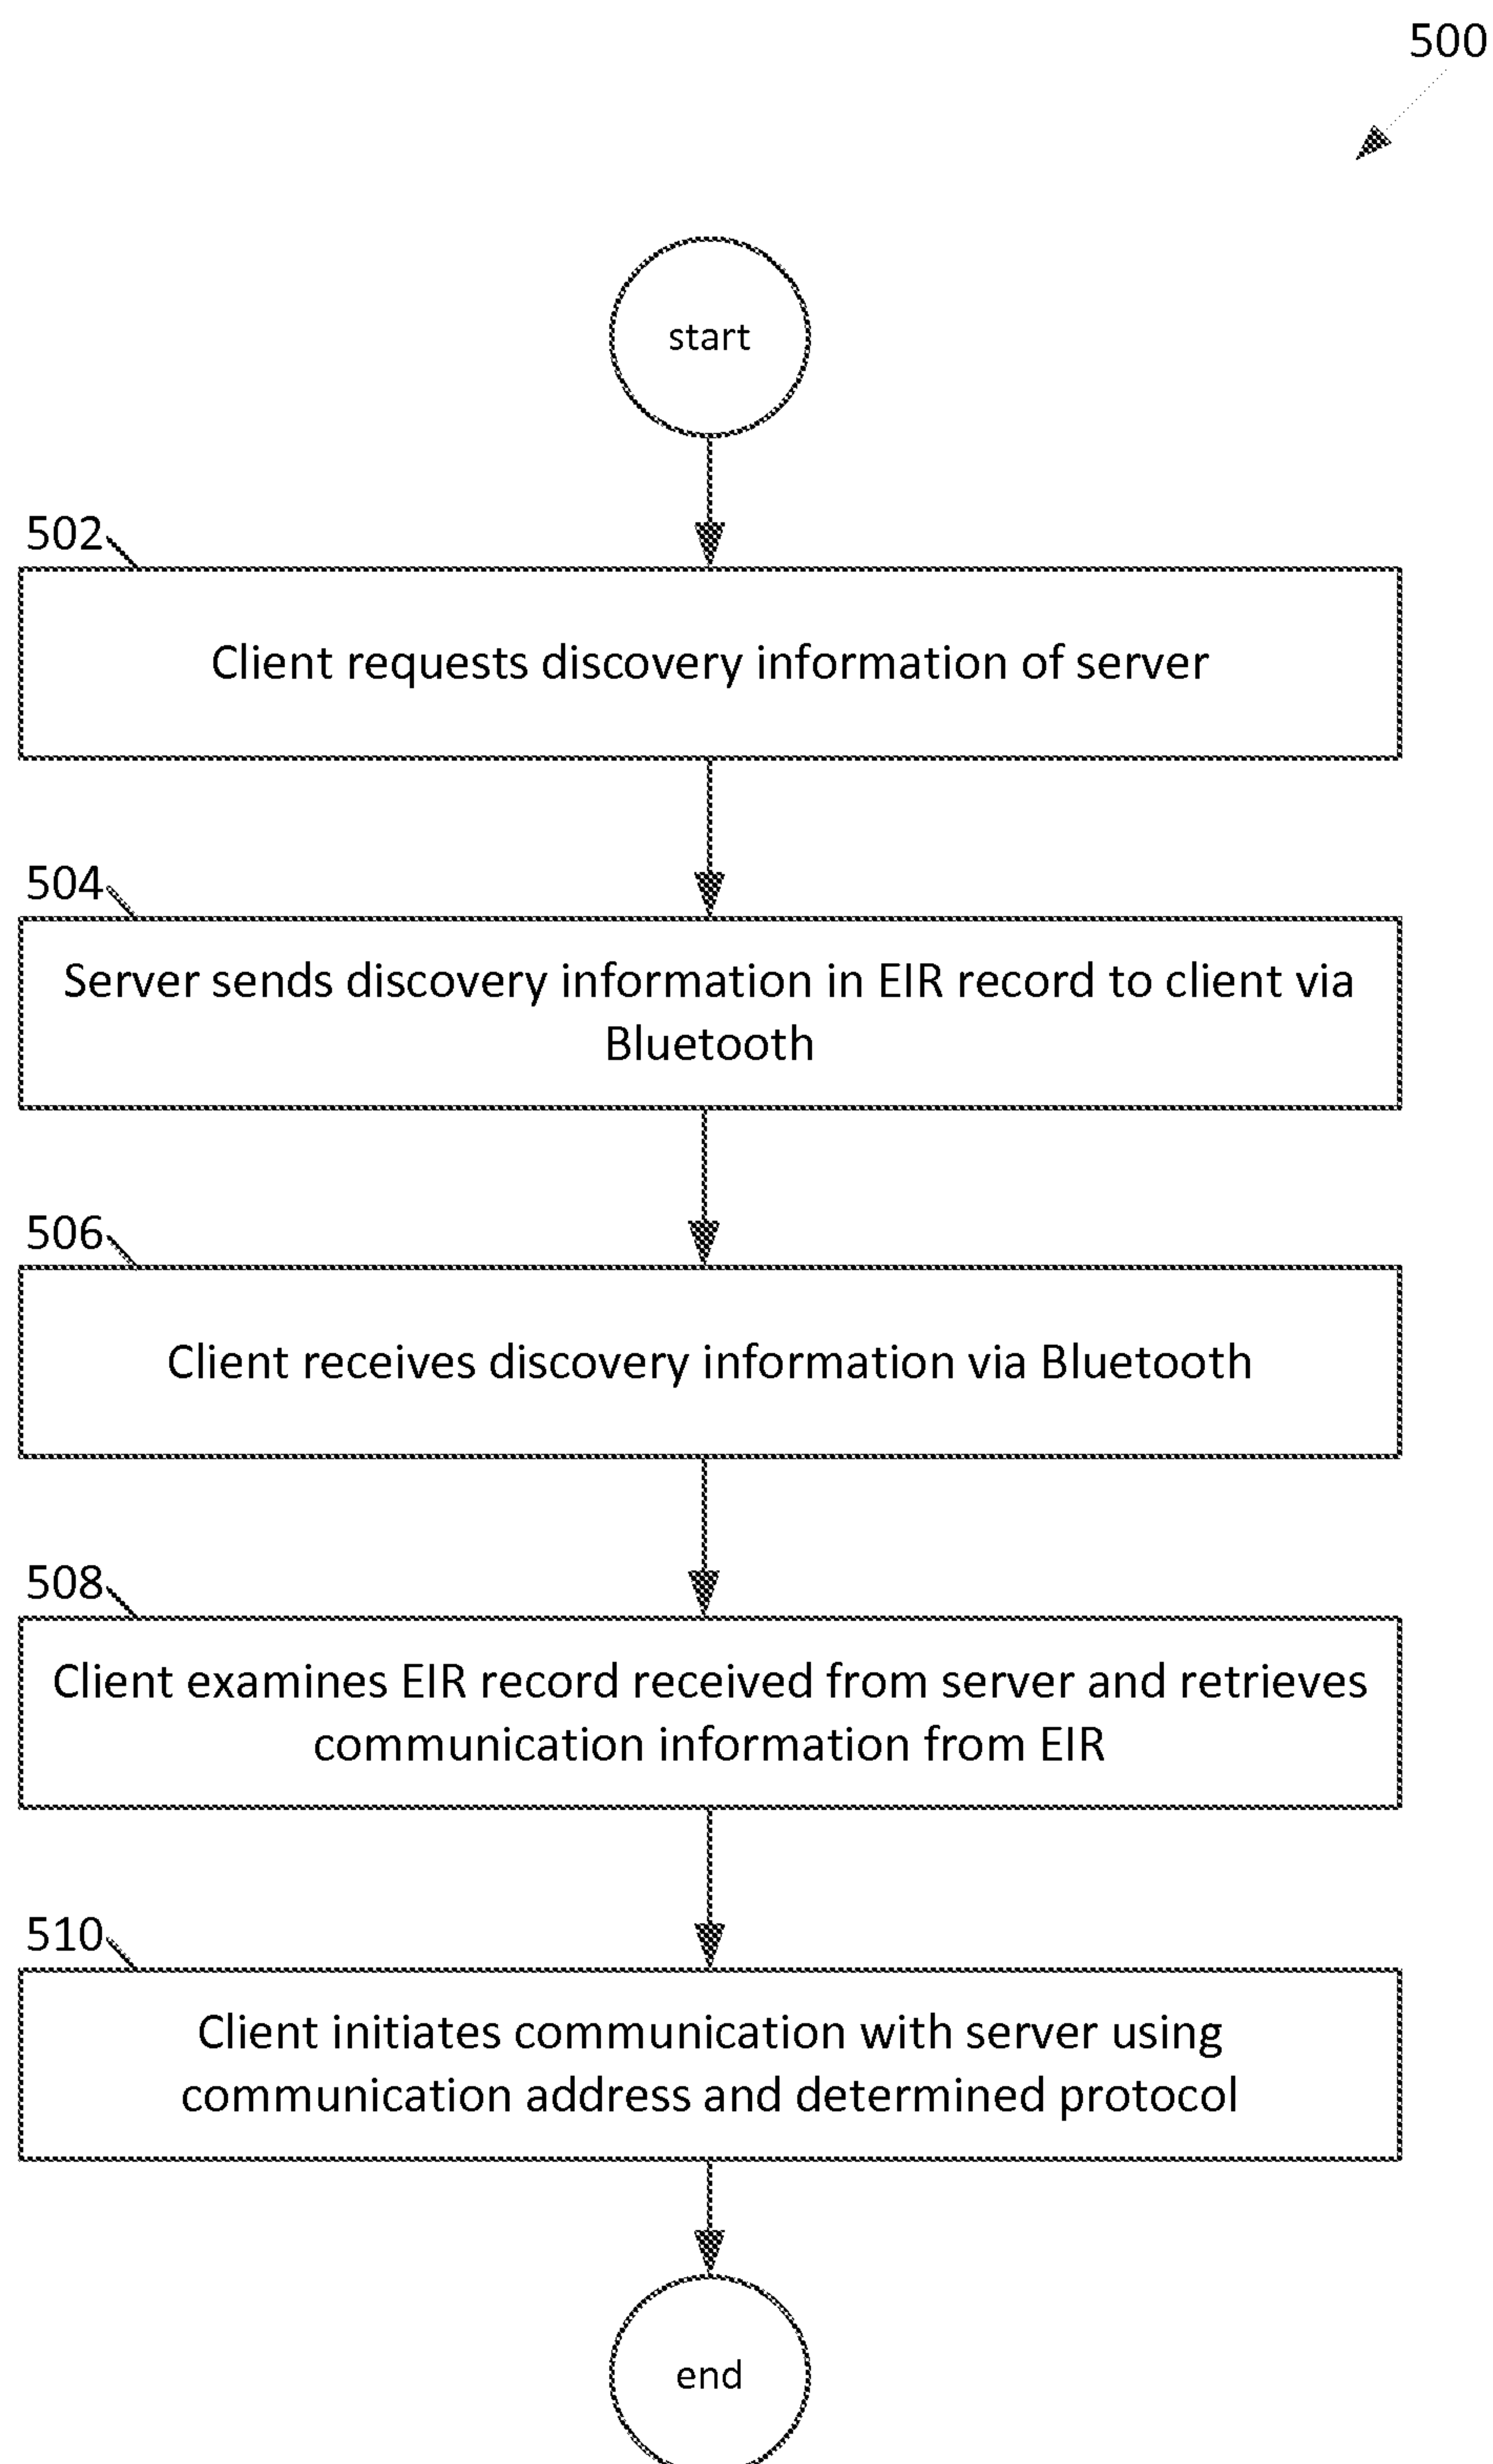 500
start
502
Client requests discovery information of server
504
Server sends discovery information in EIR record to client via
Bluetooth
506
Client receives discovery information via Bluetooth
508
Client examines EIR record received from server and retrieves
communication information from EIR
510
Client initiates communication with server using
communication address and determined protocol
end